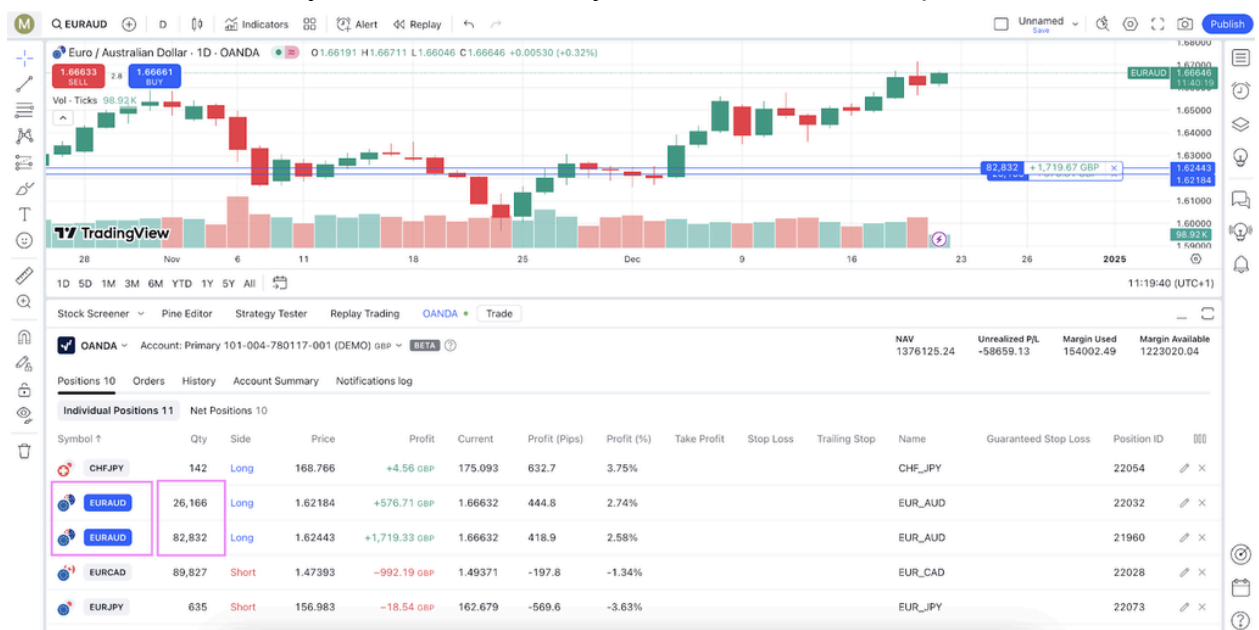 M EURAUD D Indicators Alert Replay Unnamed Save Publish
Euro / Australian Dollar · 1D · OANDA O1.66191 H1.66711 L1.66046 C1.66646 +0.00530 (+0.32%)
1.66633 SELL 2.8 1.66661 BUY
Vol · Ticks 98.92K
1.68000
1.67000
EURAUD 1.66646
11:40:19
1.65000
1.64000
1.63000
82,832 +1,719.67 GBP × 1.62443
1.62184
1.61000
1.60000
98.92K
1.59000
TradingView
28 Nov 6 11 18 25 Dec 9 16 23 26 2025
1D 5D 1M 3M 6M YTD 1Y 5Y All 11:19:40 (UTC+1)
Stock Screener Pine Editor Strategy Tester Replay Trading OANDA Trade
OANDA Account: Primary 101-004-780117-001 (DEMO) GBP BETA
NAV Unrealized P/L Margin Used Margin Available
1376125.24 -58659.13 154002.49 1223020.04
Positions 10 Orders History Account Summary Notifications log
Individual Positions 11 Net Positions 10
Symbol ↑ Qty Side Price Profit Current Profit (Pips) Profit (%) Take Profit Stop Loss Trailing Stop Name Guaranteed Stop Loss Position ID
CHFJPY 142 Long 168.766 +4.56 GBP 175.093 632.7 3.75% CHF_JPY 22054
EURAUD 26,166 Long 1.62184 +576.71 GBP 1.66632 444.8 2.74% EUR_AUD 22032
EURAUD 82,832 Long 1.62443 +1,719.33 GBP 1.66632 418.9 2.58% EUR_AUD 21960
EURCAD 89,827 Short 1.47393 −992.19 GBP 1.49371 -197.8 -1.34% EUR_CAD 22028
EURJPY 635 Short 156.983 −18.54 GBP 162.679 -569.6 -3.63% EUR_JPY 22073